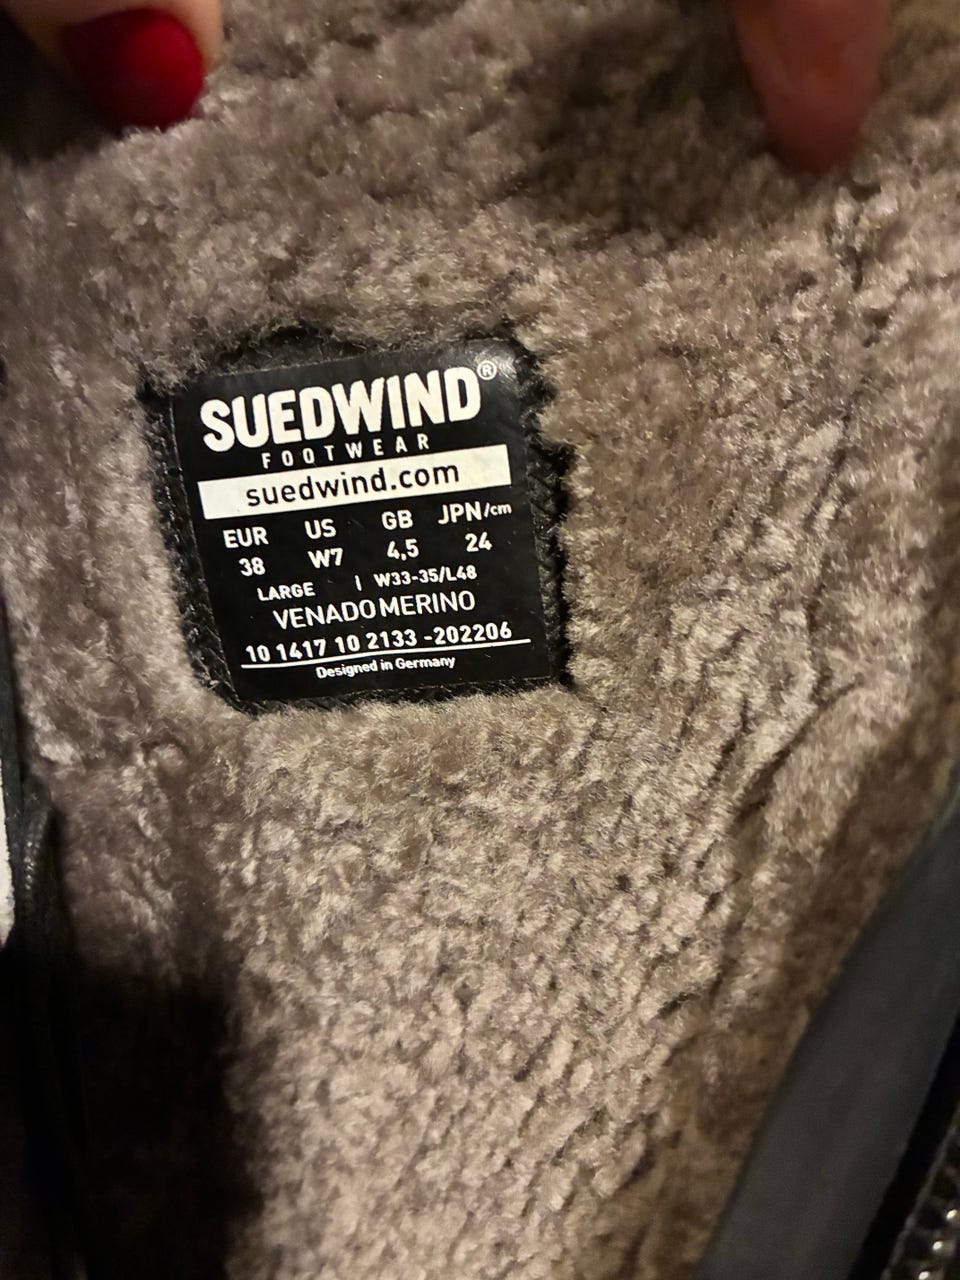 SUEDWIND®
FOOTWEAR
suedwind.com
EUR US GB JPN/cm
38 W7 4,5 24
LARGE | W33-35/L48
VENADO MERINO
10 1417 10 2133 -202206
Designed in Germany